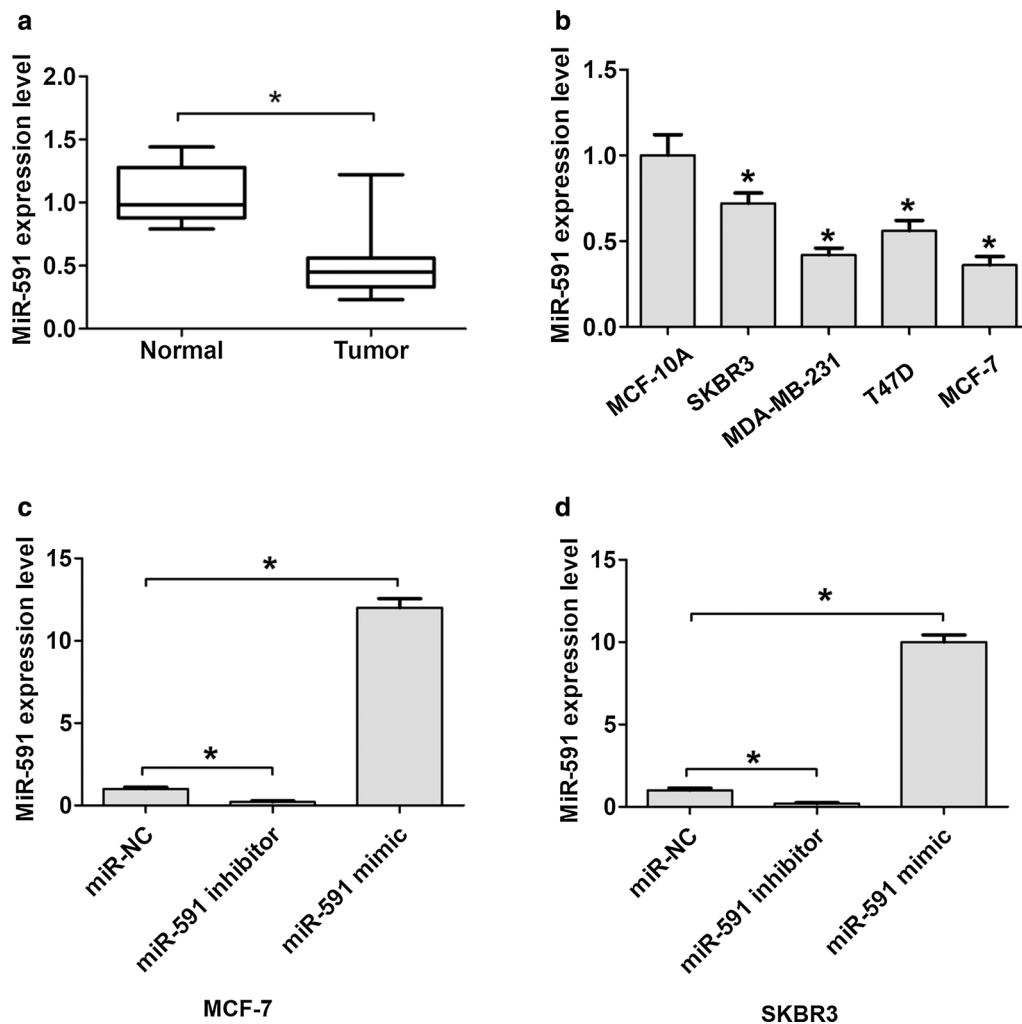 a
MiR-591 expression level
2.0
1.5
1.0
0.5
0.0
*
Normal
Tumor
b
MiR-591 expression level
1.5
1.0
0.5
0.0
*
*
*
*
MCF-10A
SKBR3
MDA-MB-231
T47D
MCF-7
c
MiR-591 expression level
15
10
5
0
*
*
miR-NC
miR-591 inhibitor
miR-591 mimic
MCF-7
d
MiR-591 expression level
15
10
5
0
*
*
miR-NC
miR-591 inhibitor
miR-591 mimic
SKBR3